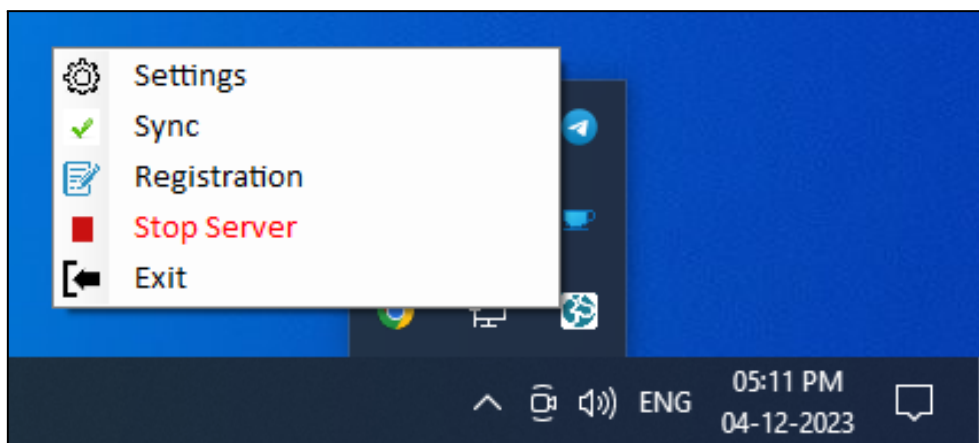 Settings
Sync
Registration
Stop Server
Exit
ENG
05:11 PM
04-12-2023